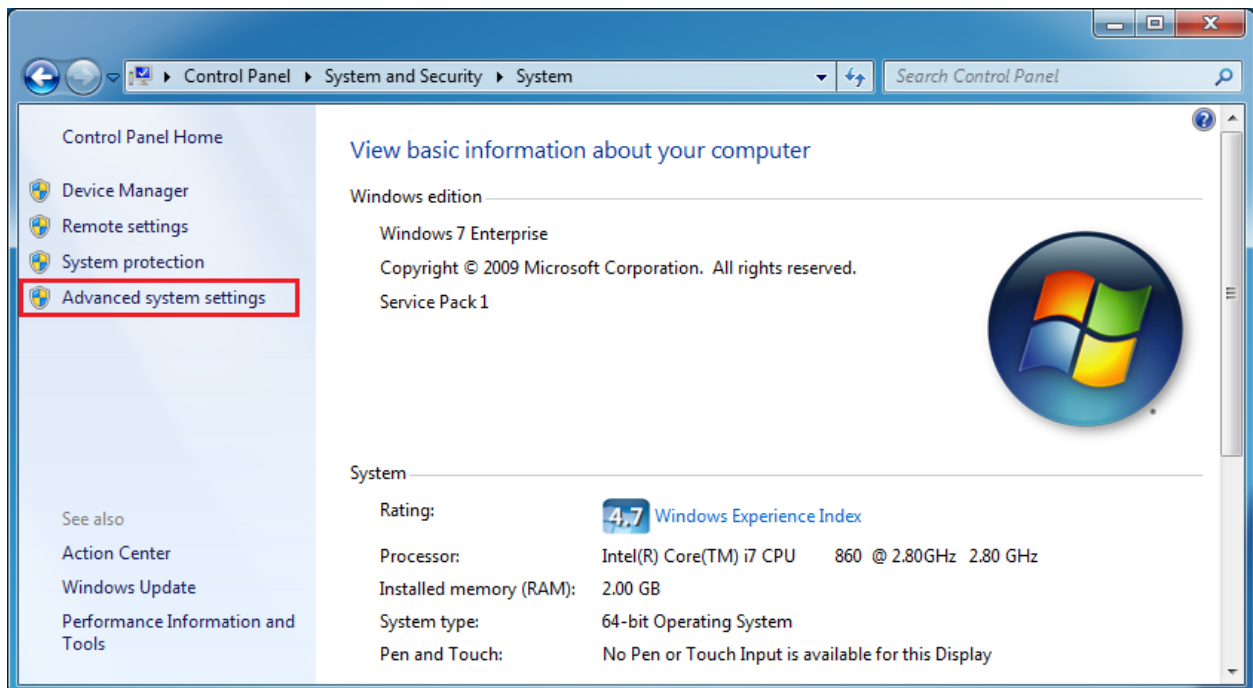 Control Panel ▸ System and Security ▸ System
Search Control Panel
Control Panel Home
Device Manager
Remote settings
System protection
Advanced system settings
See also
Action Center
Windows Update
Performance Information and
Tools
View basic information about your computer
Windows edition
Windows 7 Enterprise
Copyright © 2009 Microsoft Corporation. All rights reserved.
Service Pack 1
System
Rating: 4.7 Windows Experience Index
Processor: Intel(R) Core(TM) i7 CPU 860 @ 2.80GHz 2.80 GHz
Installed memory (RAM): 2.00 GB
System type: 64-bit Operating System
Pen and Touch: No Pen or Touch Input is available for this Display